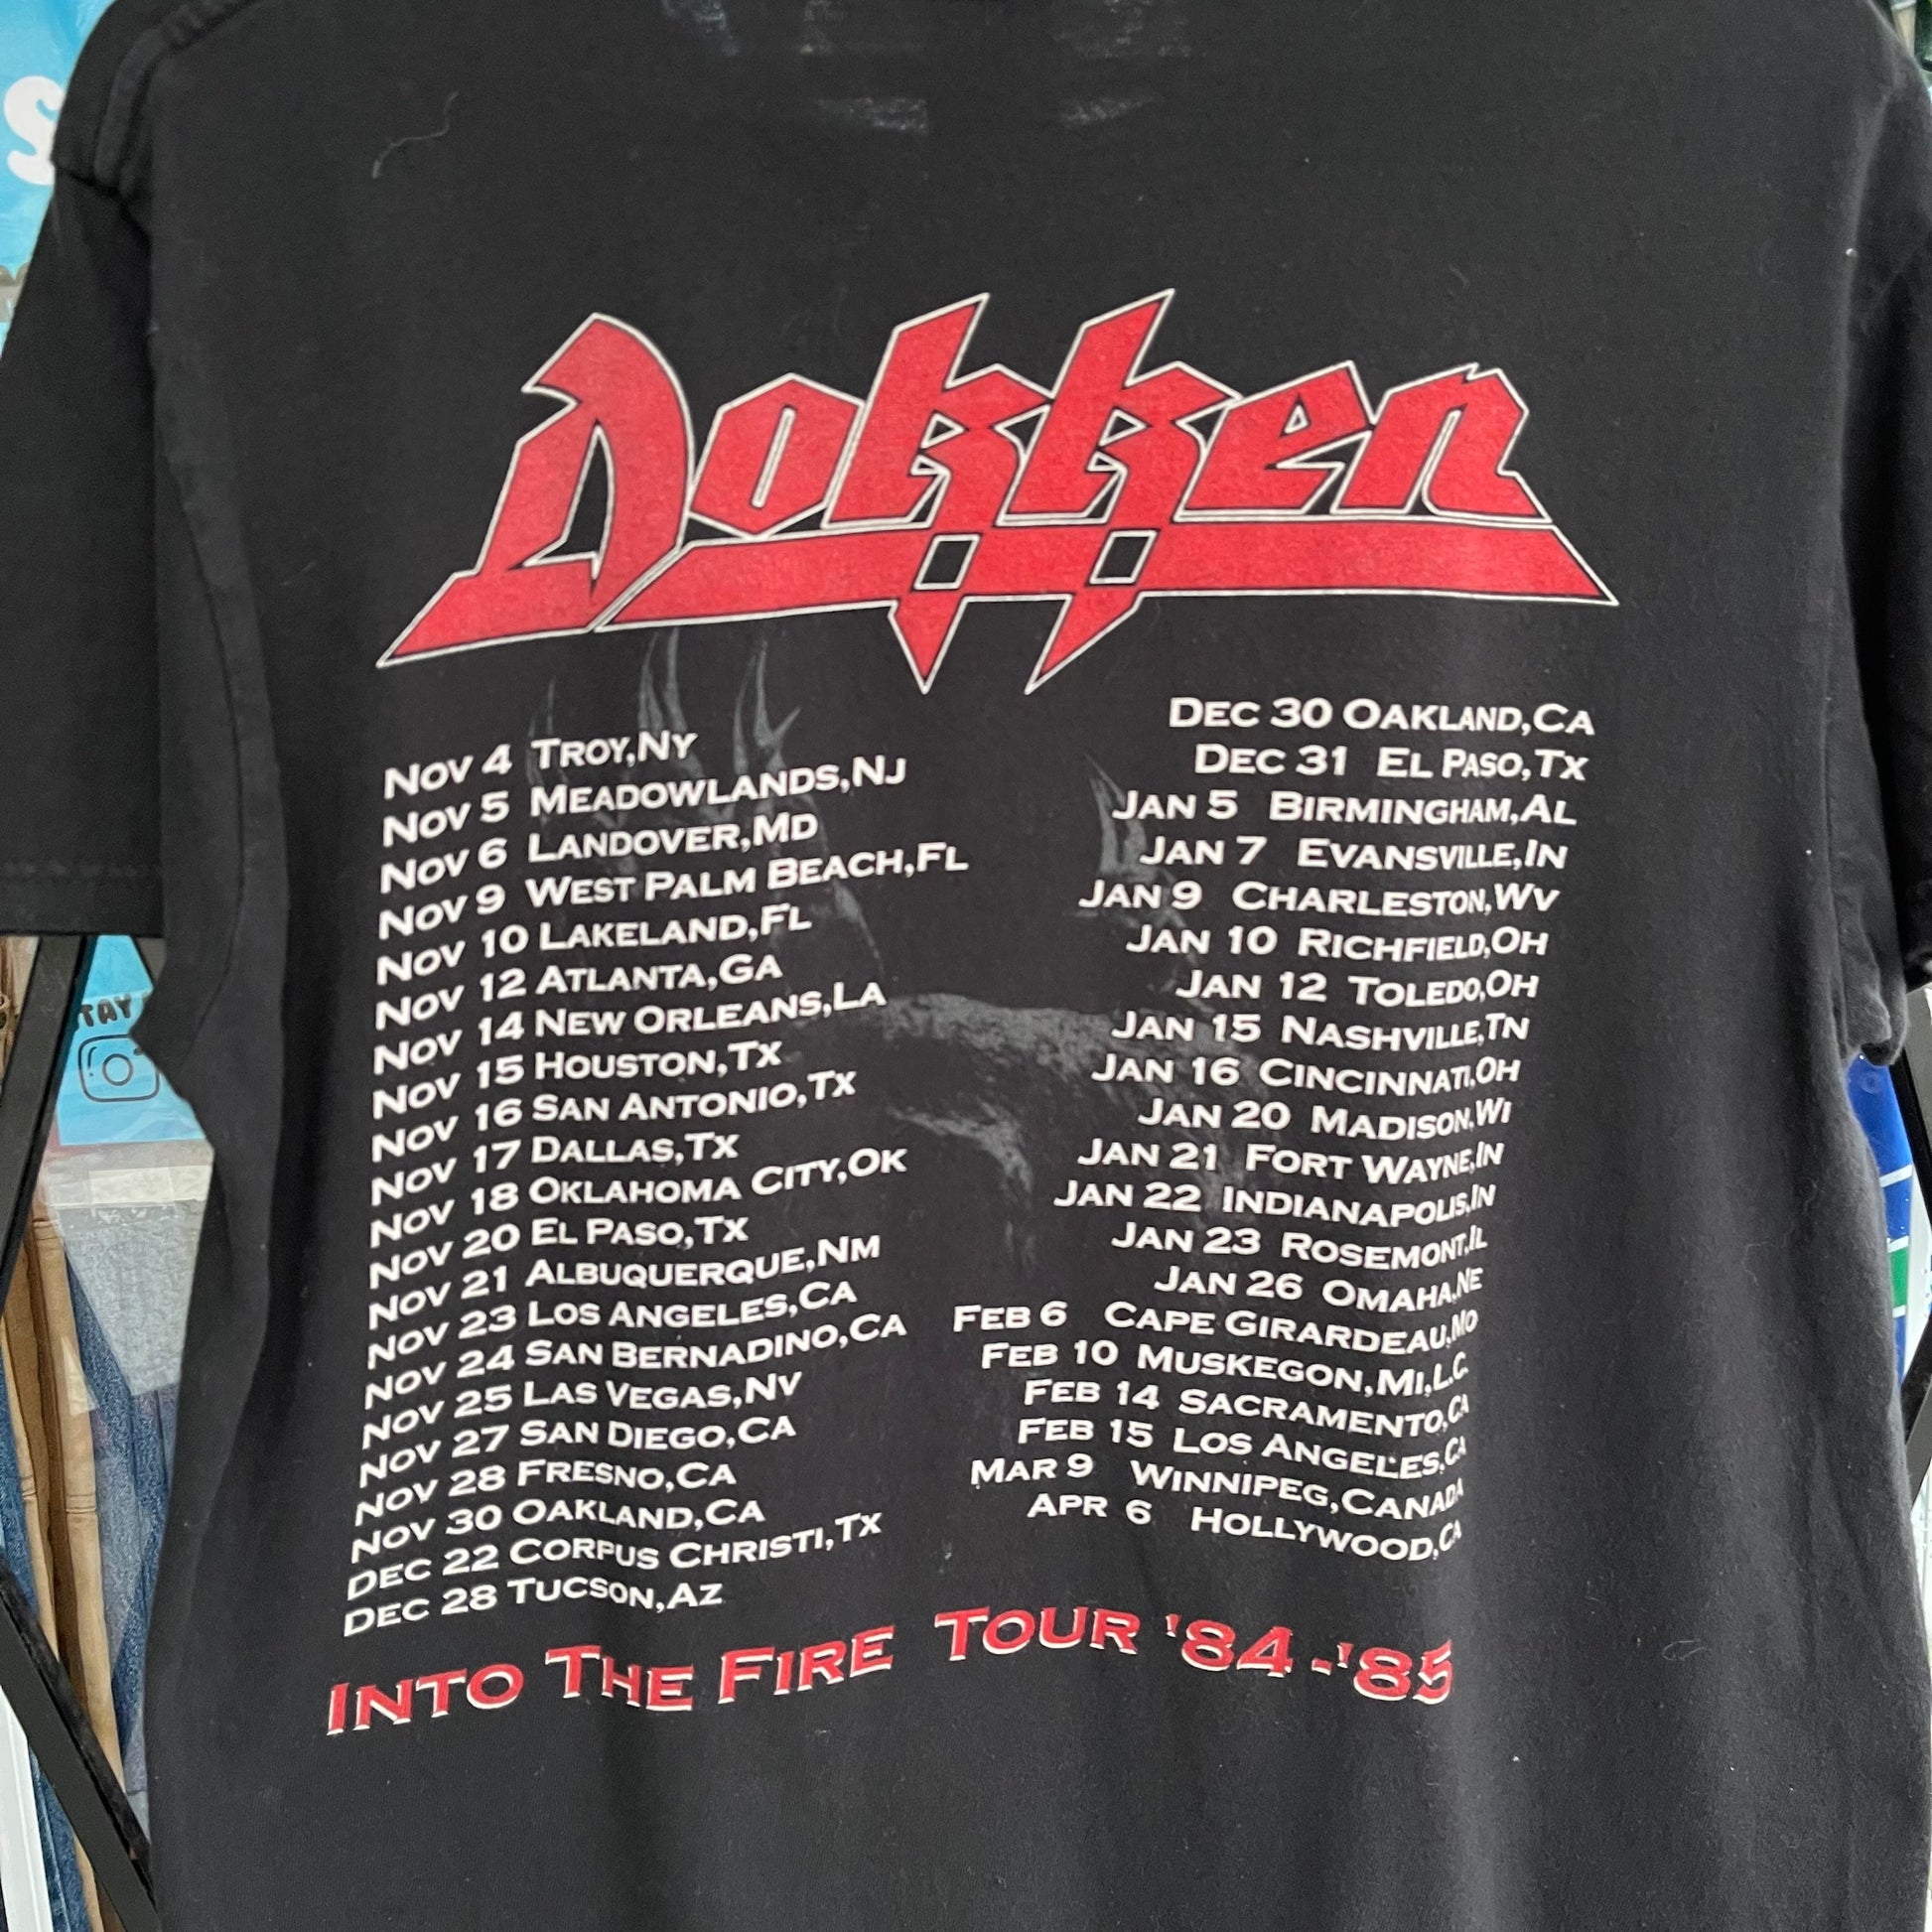 Dokken
Nov 4 Troy,Ny
Nov 5 Meadowlands,NJ
Nov 6 Landover,Md
Nov 9 West Palm Beach,Fl
Nov 10 Lakeland,Fl
Nov 12 Atlanta,Ga
Nov 14 New Orleans,La
Nov 15 Houston,Tx
Nov 16 San Antonio,Tx
Nov 17 Dallas,Tx
Nov 18 Oklahoma City,Ok
Nov 20 El Paso,Tx
Nov 21 Albuquerque,Nm
Nov 23 Los Angeles,Ca
Nov 24 San Bernadino,Ca
Nov 25 Las Vegas,Nv
Nov 27 San Diego,Ca
Nov 28 Fresno,Ca
Nov 30 Oakland,Ca
Dec 22 Corpus Christi,Tx
Dec 28 Tucson,Az
Dec 30 Oakland,Ca
Dec 31 El Paso,Tx
Jan 5 Birmingham,Al
Jan 7 Evansville,In
Jan 9 Charleston,Wv
Jan 10 Richfield,Oh
Jan 12 Toledo,Oh
Jan 15 Nashville,Tn
Jan 16 Cincinnati,Oh
Jan 20 Madison,Wi
Jan 21 Fort Wayne,In
Jan 22 Indianapolis,In
Jan 23 Rosemont,Il
Jan 26 Omaha,Ne
Feb 6 Cape Girardeau,Mo
Feb 10 Muskegon,Mi,L.C.
Feb 14 Sacramento,Ca
Feb 15 Los Angeles,Ca
Mar 9 Winnipeg,Canada
Apr 6 Hollywood,Ca
Into The Fire Tour '84-'85